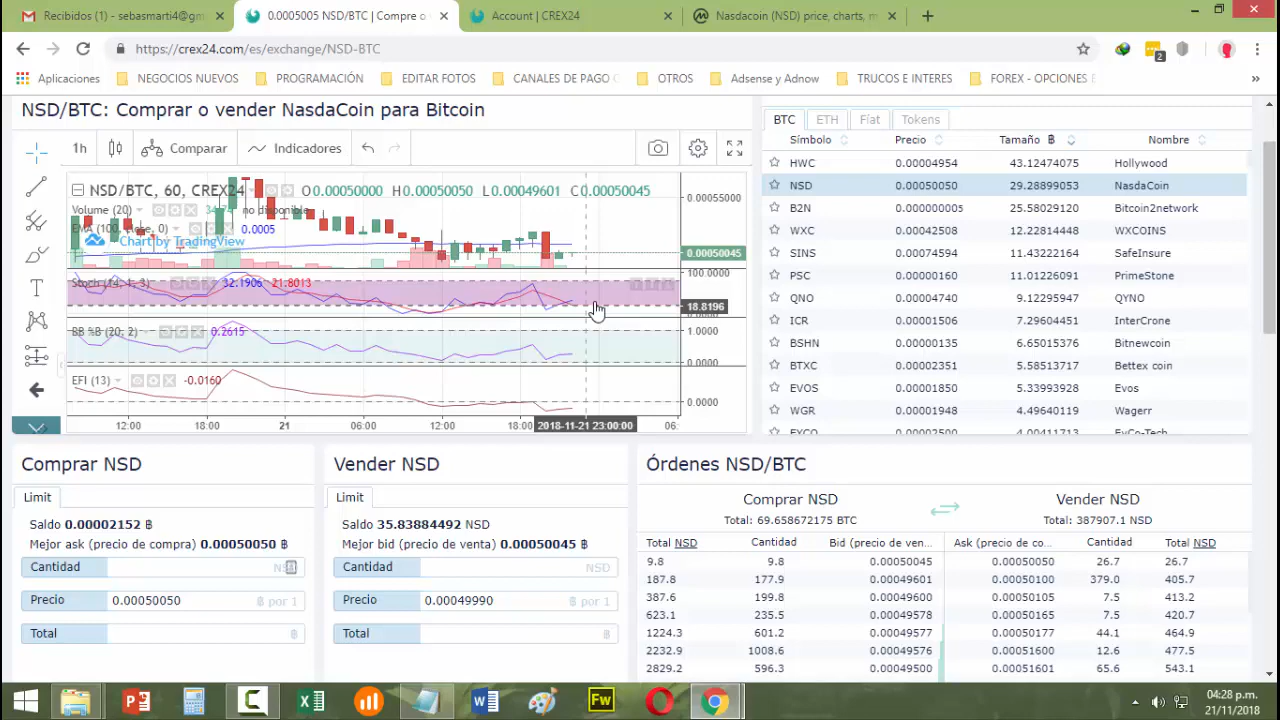 Recibidos (1) - sebasmarti4@gm
0.0005005 NSD/BTC | Compre o
Account | CREX24
Nasdacoin (NSD) price, charts, m
https://crex24.com/es/exchange/NSD-BTC
2
Aplicaciones
NEGOCIOS NUEVOS
PROGRAMACIÓN
EDITAR FOTOS
CANALES DE PAGO
OTROS
Adsense y Adnow
TRUCOS E INTERES
FOREX - OPCIONES
»
NSD/BTC: Comprar o vender NasdaCoin para Bitcoin
1h
Comparar
Indicadores
NSD/BTC, 60, CREX24
O0.00050000 H0.00050050 L0.00049601 C0.00050045
Volume (20)
no disponible
0.0005
Chart by TradingView
0.00055000
0.00050045
Stoch (14, 1, 3)
32.1906 21.8013
100.0000
18.8196
BB %B (20, 2)
0.2615
1.0000
0.0000
EFI (13)
-0.0160
0.0000
12:00
18:00
21
06:00
12:00
18:00
2018-11-21 23:00:00
06:
BTC
ETH
Fiat
Tokens
Símbolo Precio Tamaño ฿ Nombre
HWC 0.00004954 43.12474075 Hollywood
NSD 0.00050050 29.28899053 NasdaCoin
B2N 0.00000005 25.58029120 Bitcoin2network
WXC 0.00042508 12.22814448 WXCOINS
SINS 0.00074594 12.03221941 SafeInsure
PSC 0.00000160 11.01226091 PrimeStone
QNO 0.00004740 9.12295947 QYNO
ICR 0.00001506 7.29604451 InterCrone
BSHN 0.00000135 6.65015376 Bitnewcoin
BTXC 0.00002351 5.58513717 Bettex coin
EVOS 0.00001850 5.33993928 Evos
WGR 0.00001948 4.49640119 Wagerr
Comprar NSD
Limit
Saldo 0.00002152 ฿
Mejor ask (precio de compra) 0.00050050 ฿
Cantidad
Precio 0.00050050 ฿ por 1
Total ฿
Vender NSD
Limit
Saldo 35.83884492 NSD
Mejor bid (precio de venta) 0.00050045 ฿
Cantidad NSD
Precio 0.00049990 ฿ por 1
Total ฿
Órdenes NSD/BTC
Comprar NSD
Total: 69.658672175 BTC
Vender NSD
Total: 387907.1 NSD
Total NSD Cantidad Bid (precio de ven... Ask (precio de co... Cantidad Total NSD
9.8 9.8 0.00050045 0.00050050 26.7 26.7
187.8 177.9 0.00049601 0.00050100 379.0 405.7
387.6 199.8 0.00049600 0.00050105 7.5 413.2
623.1 235.5 0.00049578 0.00050165 7.5 420.7
1224.3 601.2 0.00049577 0.00050177 44.1 464.9
2232.9 1008.6 0.00049576 0.00051600 12.6 477.5
2829.2 596.3 0.00049500 0.00051601 65.6 543.1
Fw
04:28 p.m.
21/11/2018